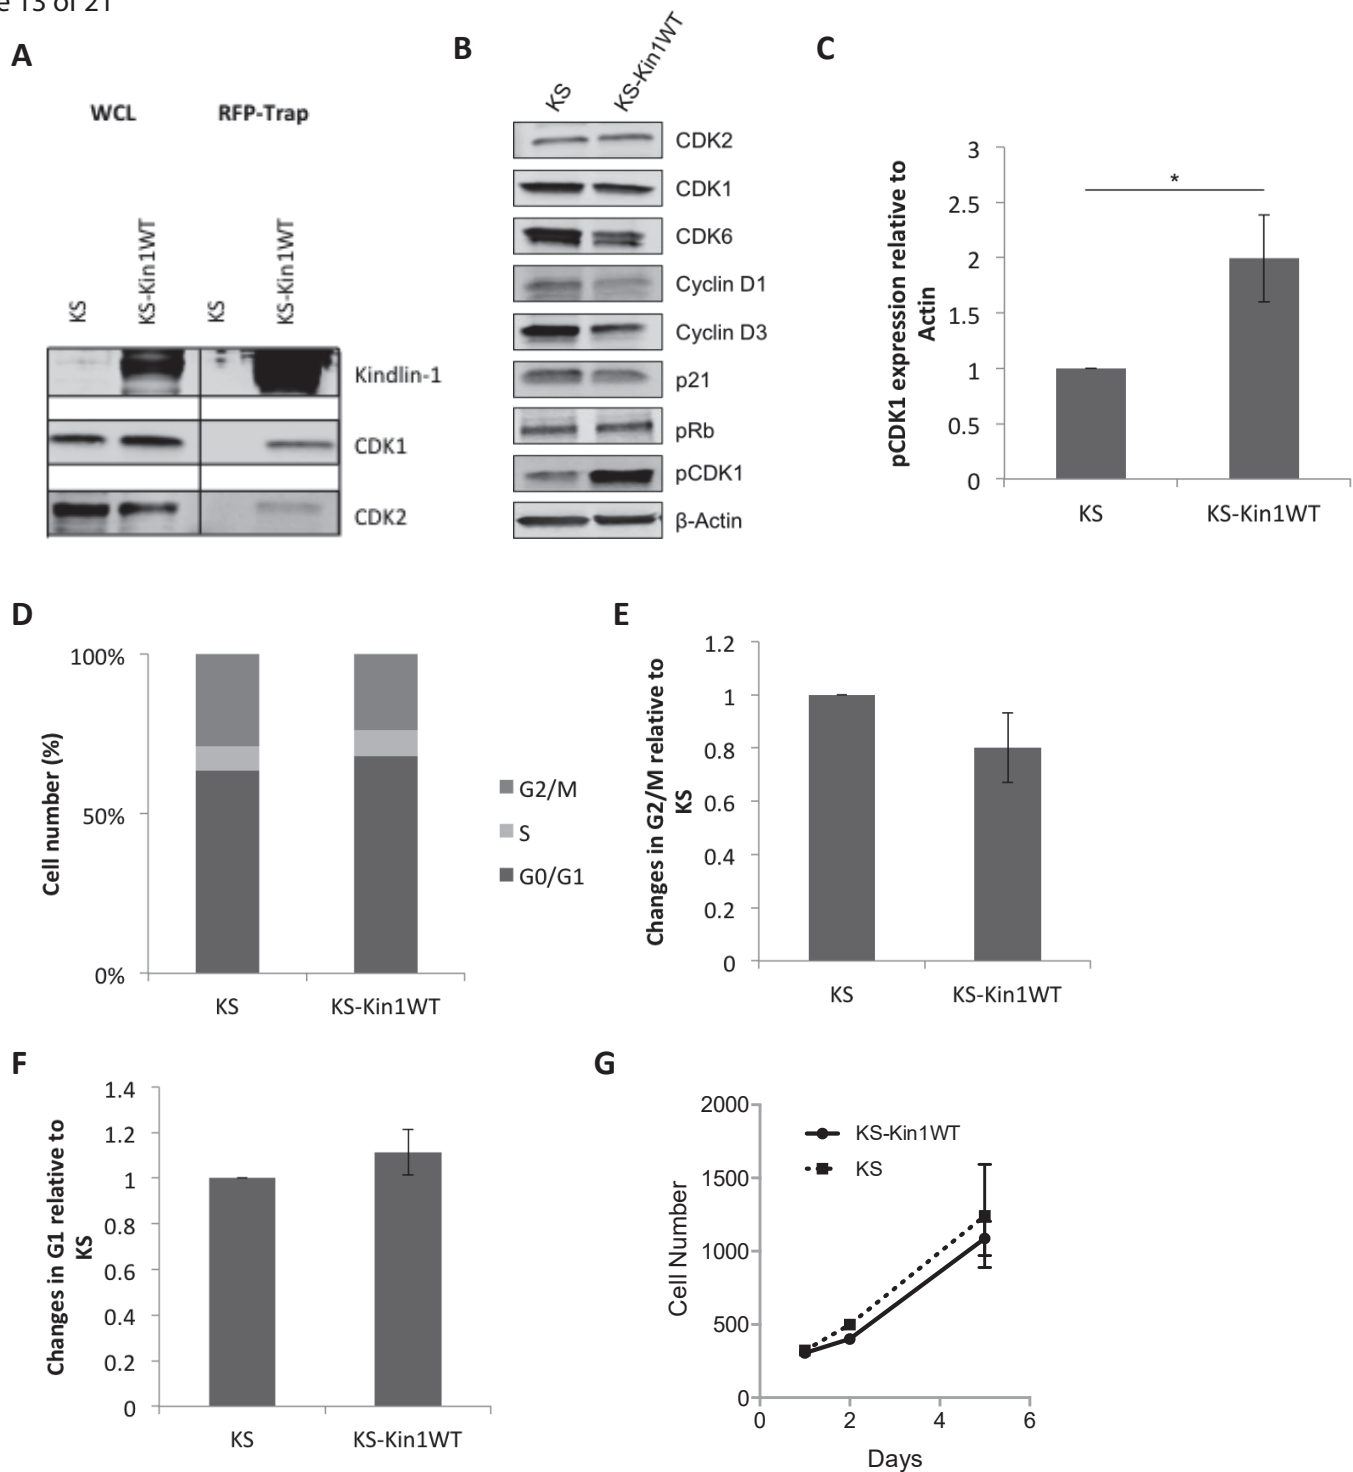 13 of 21
A
WCL
RFP-Trap
KS
KS-Kin1WT
KS
KS-Kin1WT
Kindlin-1
CDK1
CDK2
B
KS
KS-Kin1WT
CDK2
CDK1
CDK6
Cyclin D1
Cyclin D3
p21
pRb
pCDK1
β-Actin
C
pCDK1 expression relative to
Actin
3
2.5
2
1.5
1
0.5
0
*
KS
KS-Kin1WT
D
Cell number (%)
100%
50%
0%
KS
KS-Kin1WT
G2/M
S
G0/G1
E
Changes in G2/M relative to
KS
1.2
1
0.8
0.6
0.4
0.2
0
KS
KS-Kin1WT
F
Changes in G1 relative to
KS
1.4
1.2
1
0.8
0.6
0.4
0.2
0
KS
KS-Kin1WT
G
Cell Number
2000
1500
1000
500
0
KS-Kin1WT
KS
0
2
4
6
Days